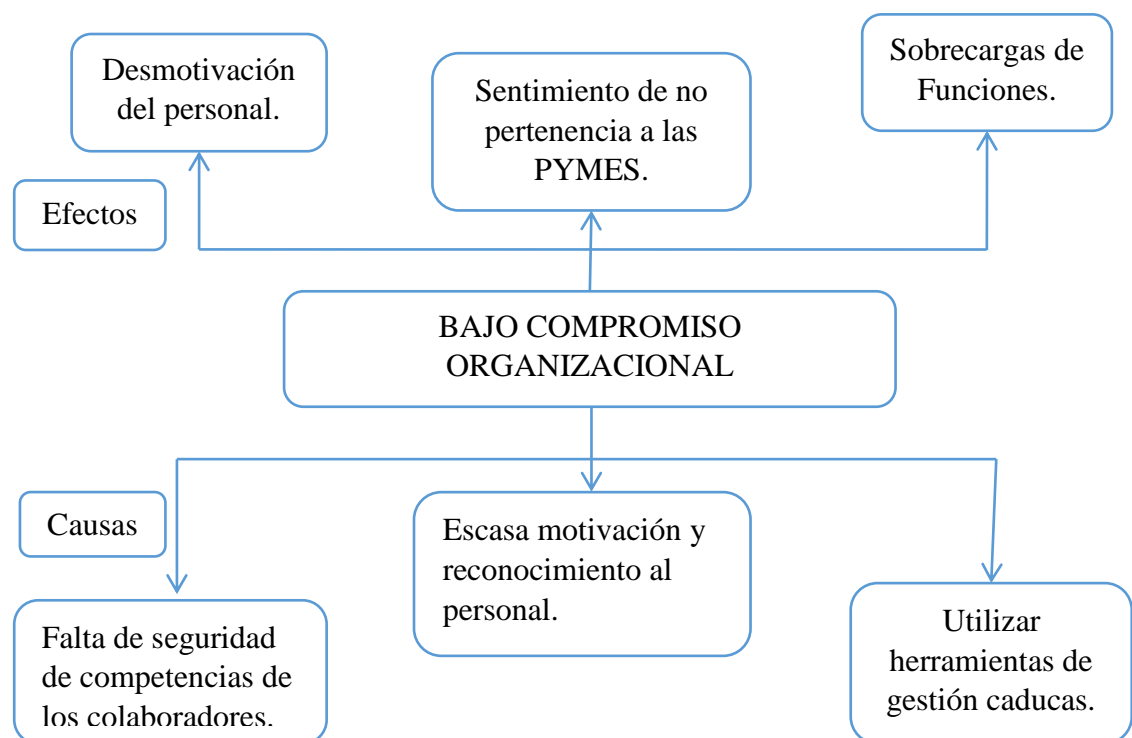 Desmotivación
del personal.
Sentimiento de no
pertenencia a las
PYMES.
Sobrecargas de
Funciones.
Efectos
BAJO COMPROMISO
ORGANIZACIONAL
Causas
Falta de seguridad
de competencias de
los colaboradores.
Escasa motivación y
reconocimiento al
personal.
Utilizar
herramientas de
gestión caducas.